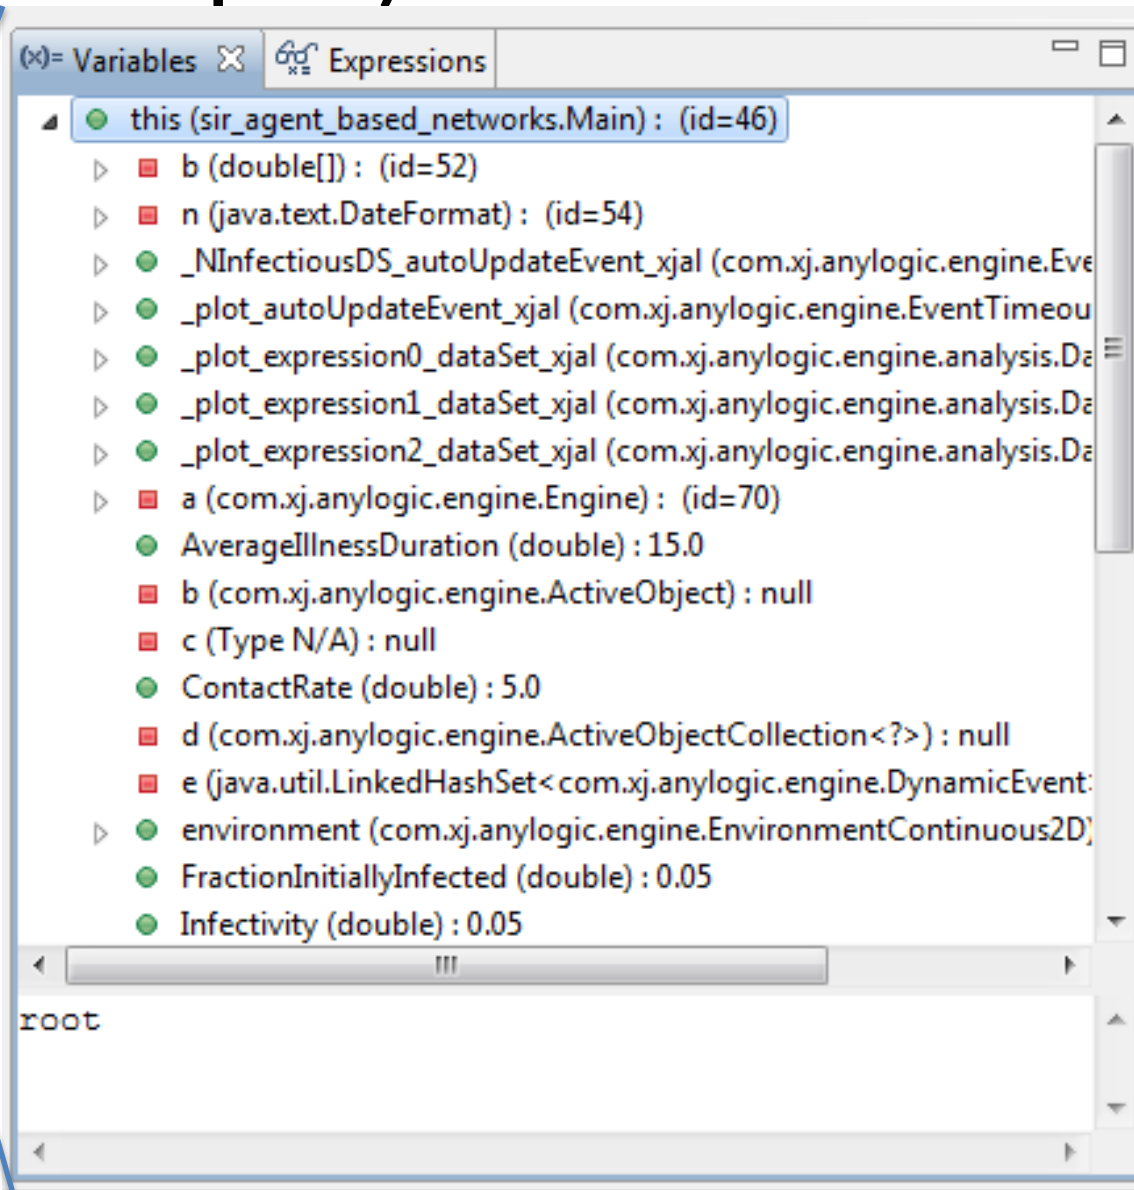 (x)= Variables Expressions
this (sir_agent_based_networks.Main) : (id=46)
b (double[]) : (id=52)
n (java.text.DateFormat) : (id=54)
_NInfectiousDS_autoUpdateEvent_xjal (com.xj.anylogic.engine.Eve
_plot_autoUpdateEvent_xjal (com.xj.anylogic.engine.EventTimeou
_plot_expression0_dataSet_xjal (com.xj.anylogic.engine.analysis.Da
_plot_expression1_dataSet_xjal (com.xj.anylogic.engine.analysis.Da
_plot_expression2_dataSet_xjal (com.xj.anylogic.engine.analysis.Da
a (com.xj.anylogic.engine.Engine) : (id=70)
AverageIllnessDuration (double) : 15.0
b (com.xj.anylogic.engine.ActiveObject) : null
c (Type N/A) : null
ContactRate (double) : 5.0
d (com.xj.anylogic.engine.ActiveObjectCollection<?>) : null
e (java.util.LinkedHashSet<com.xj.anylogic.engine.DynamicEvent>
environment (com.xj.anylogic.engine.EnvironmentContinuous2D)
FractionInitiallyInfected (double) : 0.05
Infectivity (double) : 0.05
root